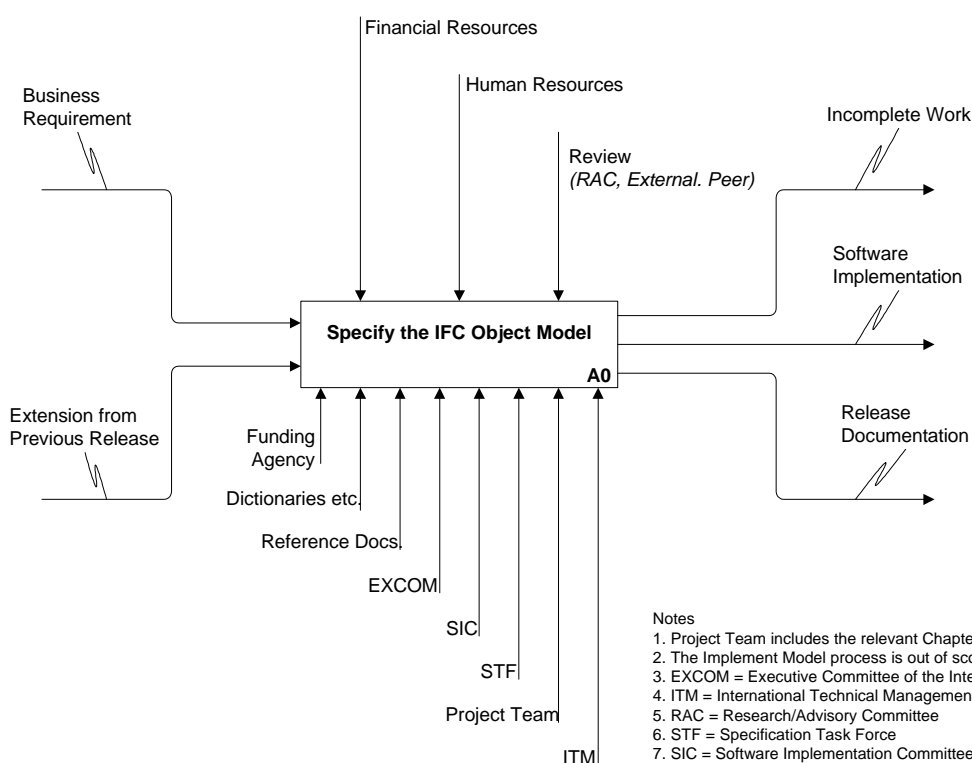 Financial Resources
Human Resources
Business
Requirement
Incomplete Work
Review
(RAC, External. Peer)
Software
Implementation
Specify the IFC Object Model
A0
Extension from
Previous Release
Release
Documentation
Funding
Agency
Dictionaries etc.
Reference Docs.
EXCOM
SIC
STF
Project Team
ITM
Notes
1. Project Team includes the relevant Chapte
2. The Implement Model process is out of sco
3. EXCOM = Executive Committee of the Inte
4. ITM = International Technical Management
5. RAC = Research/Advisory Committee
6. STF = Specification Task Force
7. SIC = Software Implementation Committee